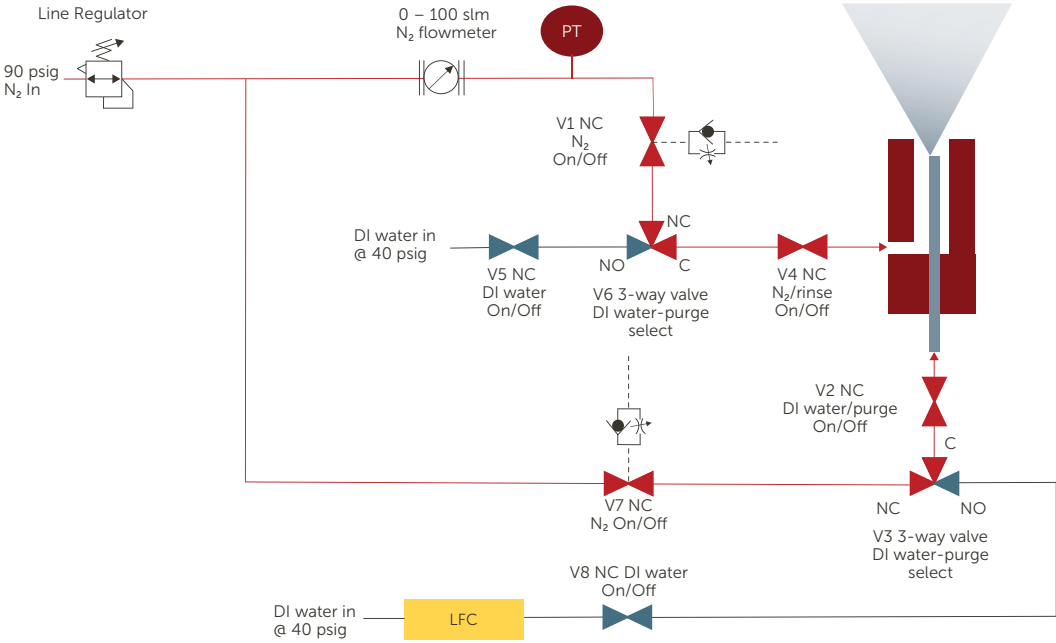 Line Regulator
0 – 100 slm
N₂ flowmeter
PT
90 psig
N₂ In
V1 NC
N₂
On/Off
DI water in
@ 40 psig
NC
NO
C
V5 NC
DI water
On/Off
V6 3-way valve
DI water-purge
select
V4 NC
N₂/rinse
On/Off
V2 NC
DI water/purge
On/Off
C
NC
NO
V7 NC
N₂ On/Off
V3 3-way valve
DI water-purge
select
V8 NC DI water
On/Off
DI water in
@ 40 psig
LFC